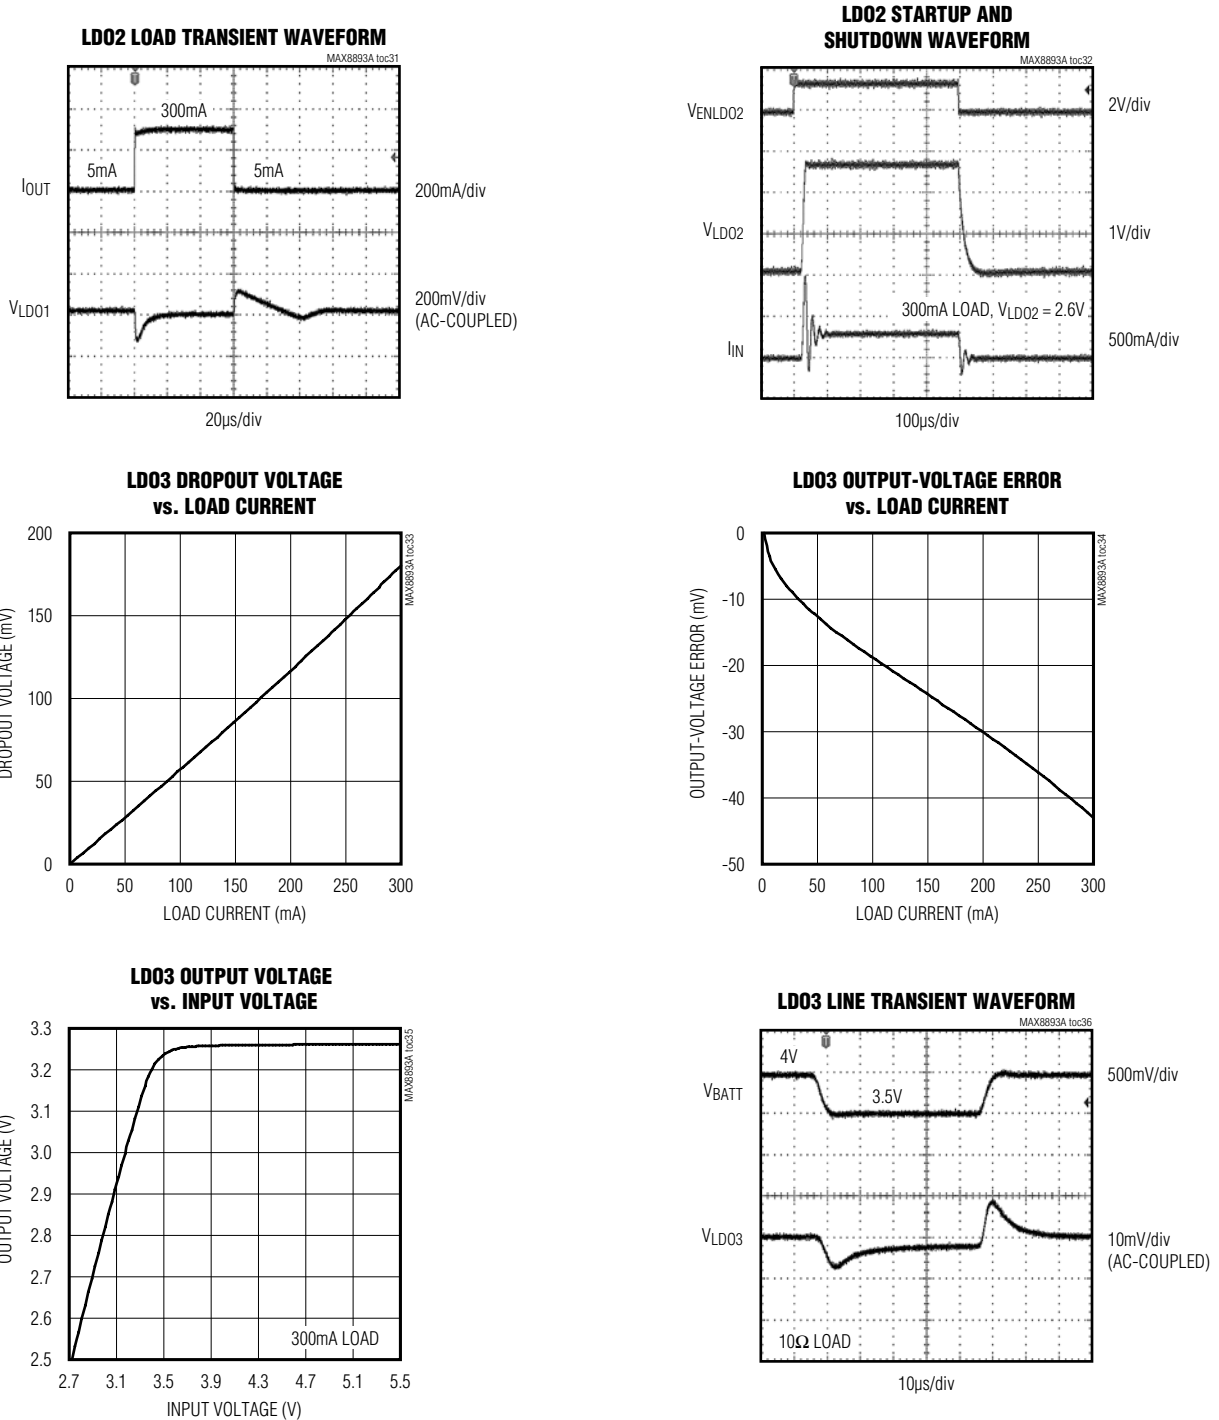 LDO2 LOAD TRANSIENT WAVEFORM
MAX8893A toc31
300mA
5mA
5mA
IOUT
200mA/div
VLDO1
200mV/div
(AC-COUPLED)
20µs/div
LDO2 STARTUP AND
SHUTDOWN WAVEFORM
MAX8893A toc32
VENLDO2
2V/div
VLDO2
1V/div
300mA LOAD, VLDO2 = 2.6V
IIN
500mA/div
100µs/div
LDO3 DROPOUT VOLTAGE
vs. LOAD CURRENT
MAX8893A toc33
DROPOUT VOLTAGE (mV)
200
150
100
50
0
0 50 100 150 200 250 300
LOAD CURRENT (mA)
LDO3 OUTPUT-VOLTAGE ERROR
vs. LOAD CURRENT
MAX8893A toc34
OUTPUT-VOLTAGE ERROR (mV)
0
-10
-20
-30
-40
-50
0 50 100 150 200 250 300
LOAD CURRENT (mA)
LDO3 OUTPUT VOLTAGE
vs. INPUT VOLTAGE
MAX8893A toc35
OUTPUT VOLTAGE (V)
3.3
3.2
3.1
3.0
2.9
2.8
2.7
2.6
2.5
300mA LOAD
2.7 3.1 3.5 3.9 4.3 4.7 5.1 5.5
INPUT VOLTAGE (V)
LDO3 LINE TRANSIENT WAVEFORM
MAX8893A toc36
4V
VBATT
3.5V
500mV/div
VLDO3
10mV/div
(AC-COUPLED)
10Ω LOAD
10µs/div